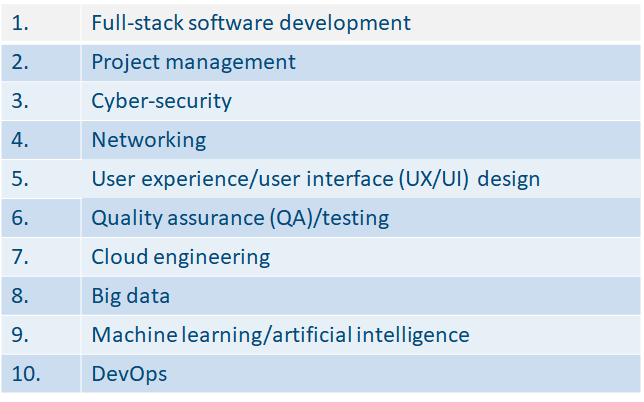 1. Full-stack software development
2. Project management
3. Cyber-security
4. Networking
5. User experience/user interface (UX/UI) design
6. Quality assurance (QA)/testing
7. Cloud engineering
8. Big data
9. Machine learning/artificial intelligence
10. DevOps